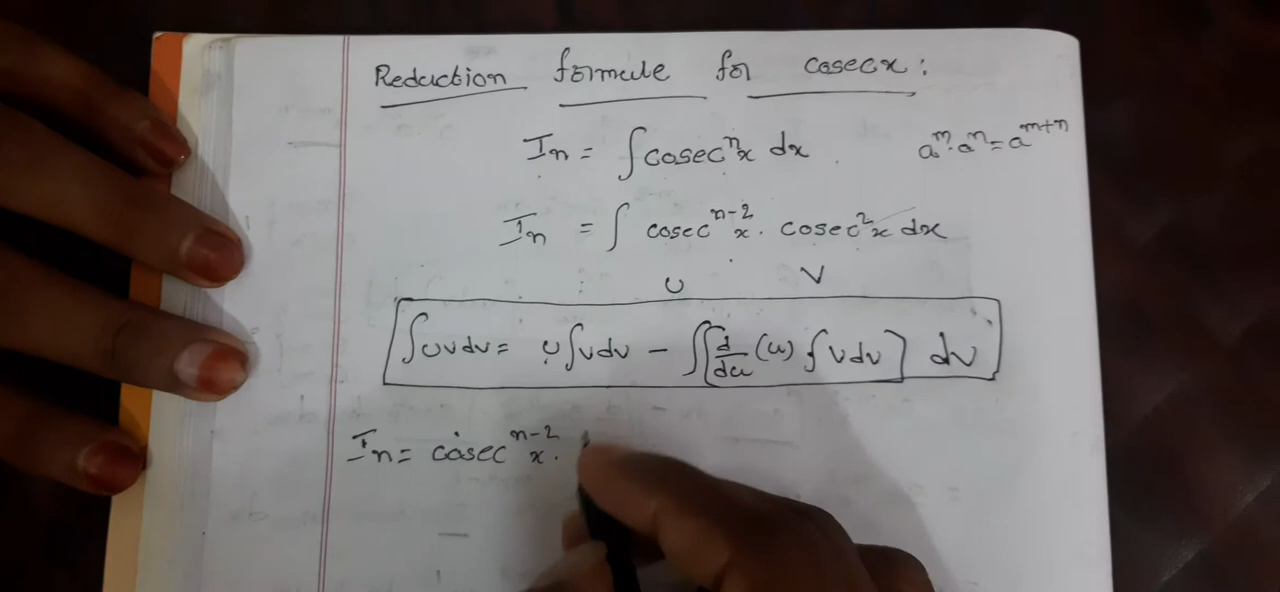 Reduction formule for cosecx:
In = ∫cosecⁿx dx . aᵐ·aⁿ=aᵐ⁺ⁿ
In = ∫ cosecⁿ⁻²x. cosec²x dx
U V
∫UVdv= U∫vdv − ∫[d/du (u) ∫vdv] dv
In= cosecⁿ⁻²x.